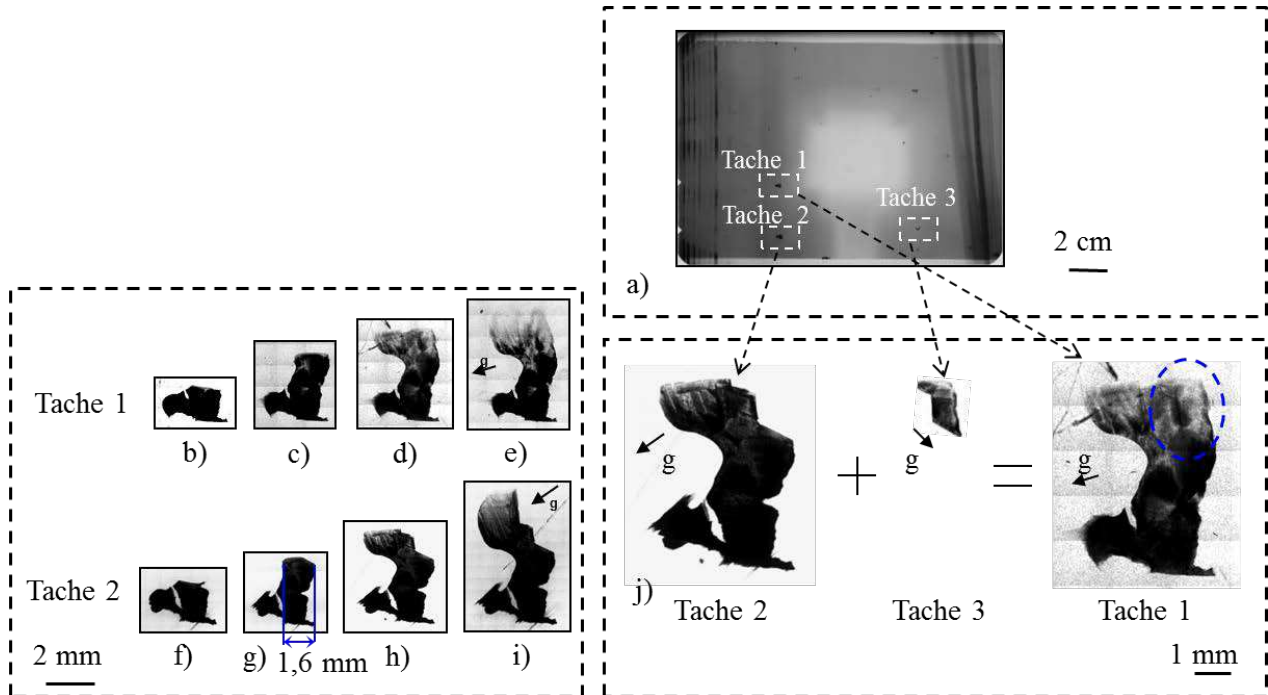 Tache 1
Tache 2
Tache 3
2 cm
a)
Tache 1
g
b)
c)
d)
e)
Tache 2
g
f)
g)
1,6 mm
h)
i)
2 mm
g
+
g
=
g
j)
Tache 2
Tache 3
Tache 1
1 mm